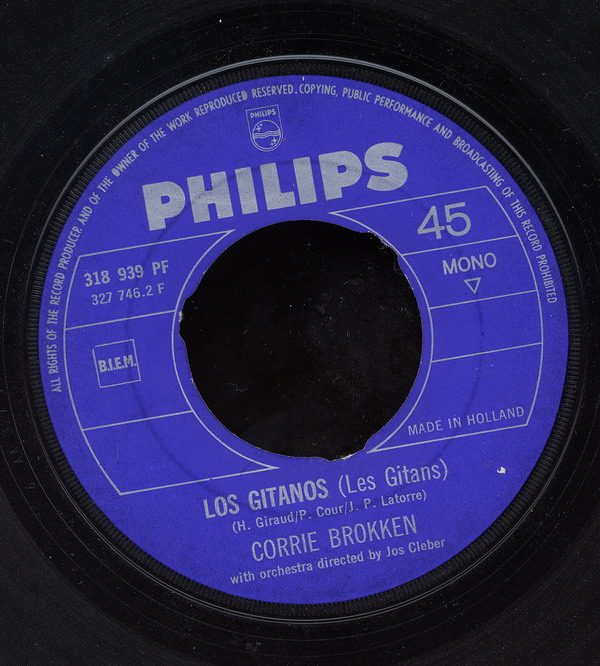 ALL RIGHTS OF THE RECORD PRODUCER AND OF THE OWNER OF THE WORK REPRODUCED RESERVED. COPYING, PUBLIC PERFORMANCE AND BROADCASTING OF THIS RECORD PROHIBITED
PHILIPS
PHILIPS
45
318 939 PF
327 746.2 F
MONO
B.I.E.M.
MADE IN HOLLAND
LOS GITANOS (Les Gitans)
(H. Giraud/P. Cour/J. P. Latorre)
CORRIE BROKKEN
with orchestra directed by Jos Cleber